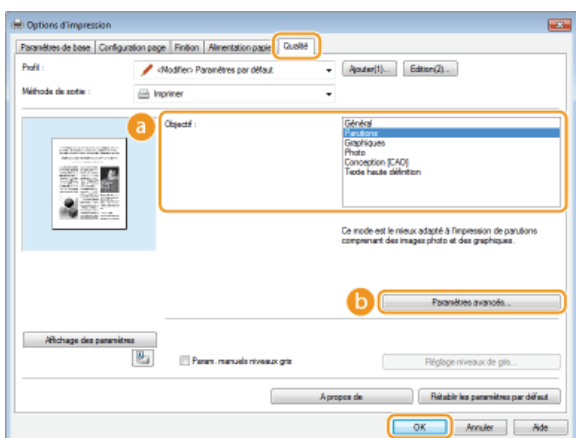 Options d'impression
Paramètres de base Configuration page Finition Alimentation papier Qualité
Profil : <Modifier> Paramètres par défaut Ajouter(1)... Edition(2)...
Méthode de sortie : Imprimer
a Objectif : Général
Parutions
Graphiques
Photo
Conception [CAO]
Texte haute définition
Ce mode est le mieux adapté à l'impression de parutions
comprenant des images photo et des graphiques.
b Paramètres avancés...
Affichage des paramètres
Param. manuels niveaux gris Réglage niveaux de gris...
A propos de Rétablir les paramètres par défaut
OK Annuler Aide